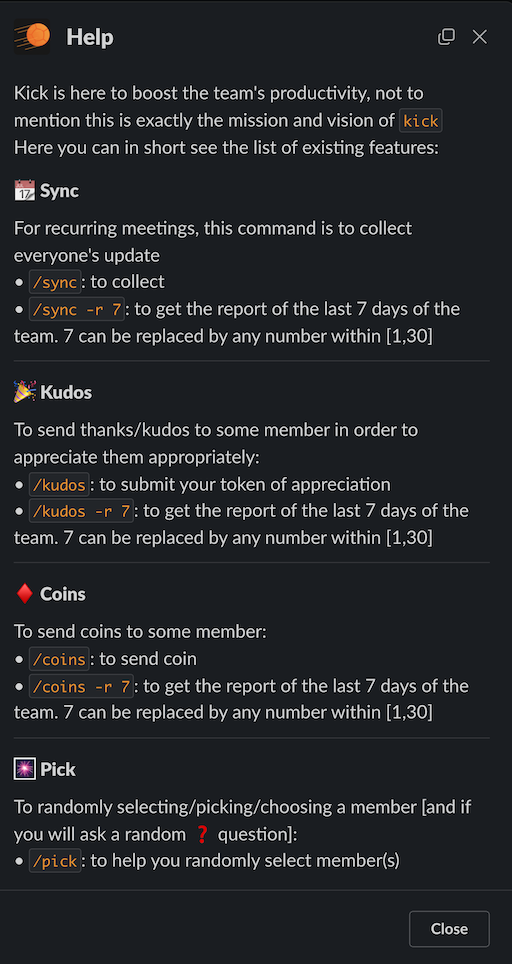 Help
Kick is here to boost the team's productivity, not to
mention this is exactly the mission and vision of kick
Here you can in short see the list of existing features:
17 Sync
For recurring meetings, this command is to collect
everyone's update
• /sync: to collect
• /sync -r 7: to get the report of the last 7 days of the
team. 7 can be replaced by any number within [1,30]
Kudos
To send thanks/kudos to some member in order to
appreciate them appropriately:
• /kudos: to submit your token of appreciation
• /kudos -r 7: to get the report of the last 7 days of the
team. 7 can be replaced by any number within [1,30]
Coins
To send coins to some member:
• /coins: to send coin
• /coins -r 7: to get the report of the last 7 days of the
team. 7 can be replaced by any number within [1,30]
Pick
To randomly selecting/picking/choosing a member [and if
you will ask a random ❓ question]:
• /pick: to help you randomly select member(s)
Close